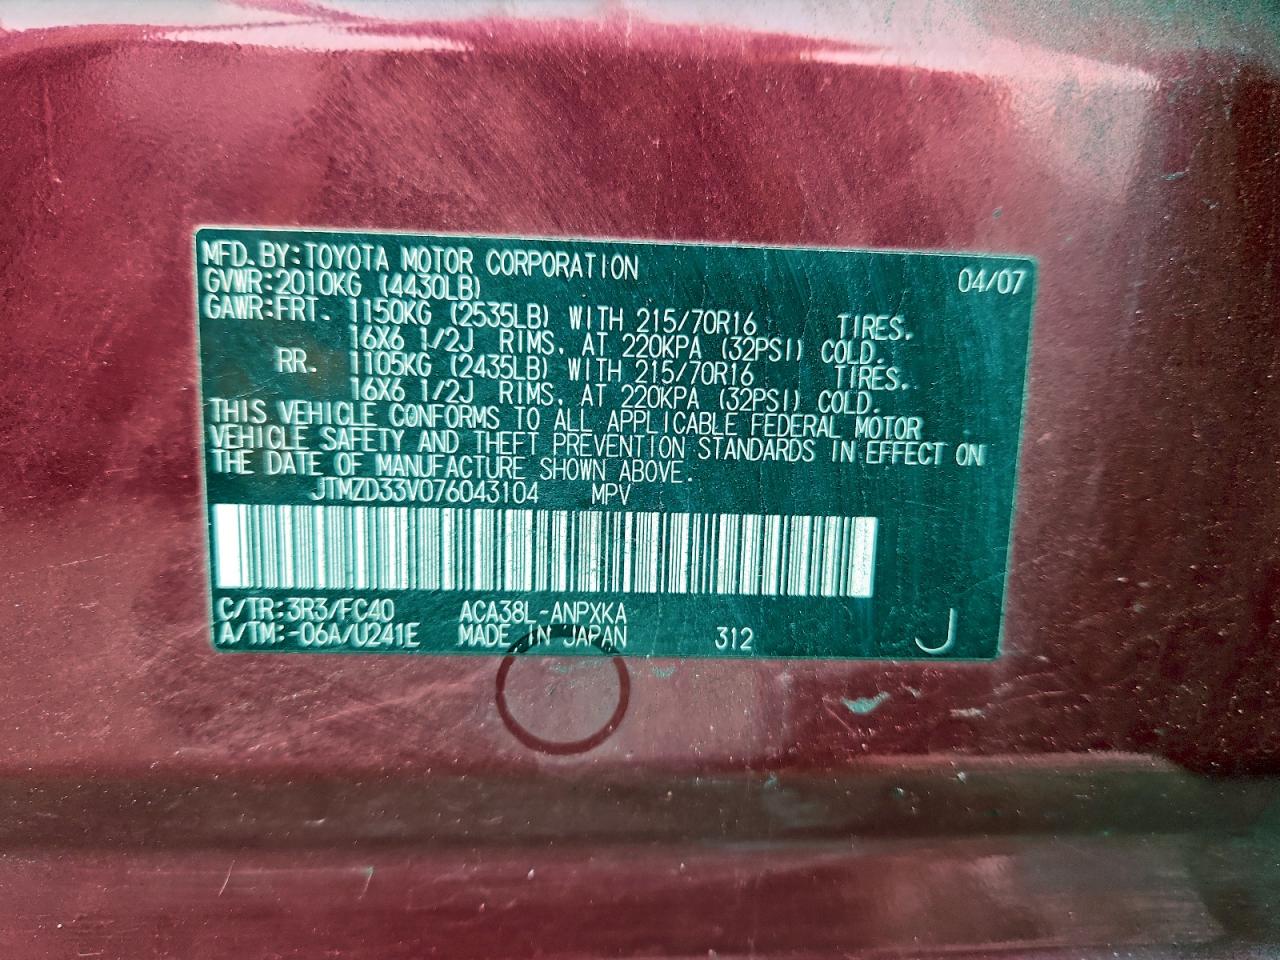 MFD. BY: TOYOTA MOTOR CORPORATION 04/07
GVWR: 2010KG (4430LB)
GAWR: FRT. 1150KG (2535LB) WITH 215/70R16 TIRES.
16X6 1/2J RIMS, AT 220KPA (32PSI) COLD.
RR. 1105KG (2435LB) WITH 215/70R16 TIRES.
16X6 1/2J RIMS, AT 220KPA (32PSI) COLD.
THIS VEHICLE CONFORMS TO ALL APPLICABLE FEDERAL MOTOR
VEHICLE SAFETY AND THEFT PREVENTION STANDARDS IN EFFECT ON
THE DATE OF MANUFACTURE SHOWN ABOVE.
JTMZD33V076043104 MPV
C/TR: 3R3/FC40 ACA38L-ANPXKA
A/TM: -06A/U241E MADE IN JAPAN 312 J